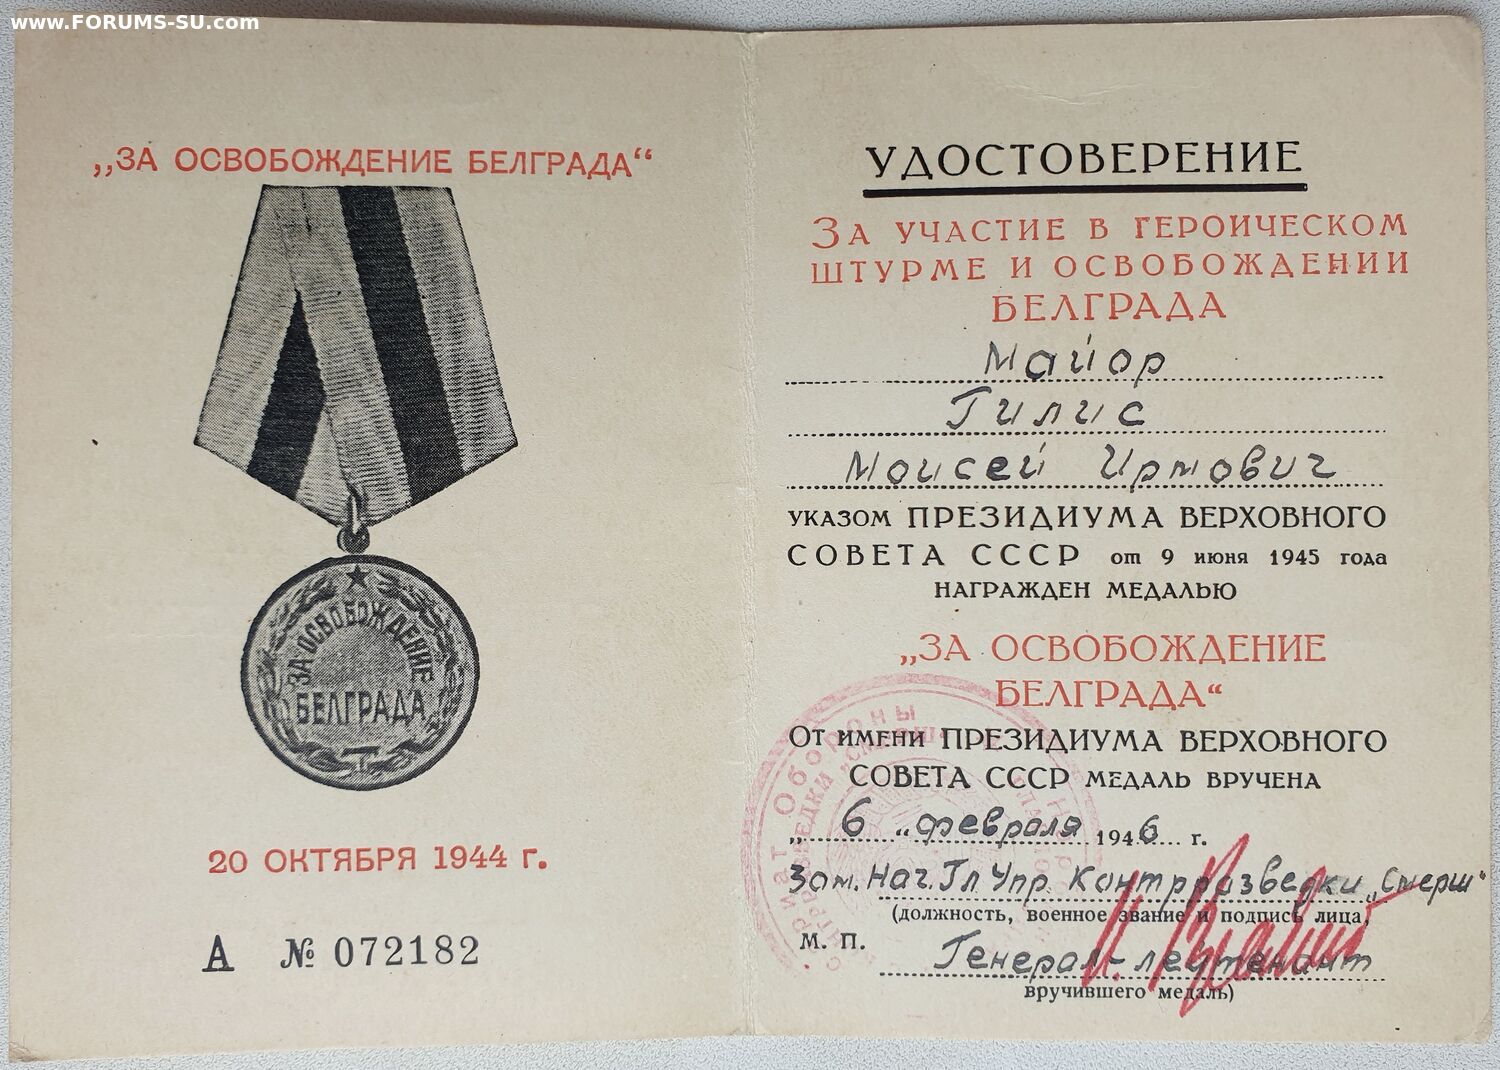 www.FORUMS-SU.com
„ЗА ОСВОБОЖДЕНИЕ БЕЛГРАДА“
ЗА ОСВОБОЖДЕНИЕ
БЕЛГРАДА
20 ОКТЯБРЯ 1944 г.
А № 072182
УДОСТОВЕРЕНИЕ
ЗА УЧАСТИЕ В ГЕРОИЧЕСКОМ
ШТУРМЕ И ОСВОБОЖДЕНИИ
БЕЛГРАДА
Майор
Гилис
Моисей Ирмович
УКАЗОМ ПРЕЗИДИУМА ВЕРХОВНОГО
СОВЕТА СССР от 9 июня 1945 года
НАГРАЖДЕН МЕДАЛЬЮ
„ЗА ОСВОБОЖДЕНИЕ
БЕЛГРАДА“
От имени ПРЕЗИДИУМА ВЕРХОВНОГО
СОВЕТА СССР МЕДАЛЬ ВРУЧЕНА
„ 6 “ февраля 1946 г.
Зам. Нач. Гл Упр Контрразведки „Смерш“
(должность, военное звание и подпись лица,
М. П.
Генерал-лейтенант
вручившего медаль)
Обороны
„СМЕРШ“